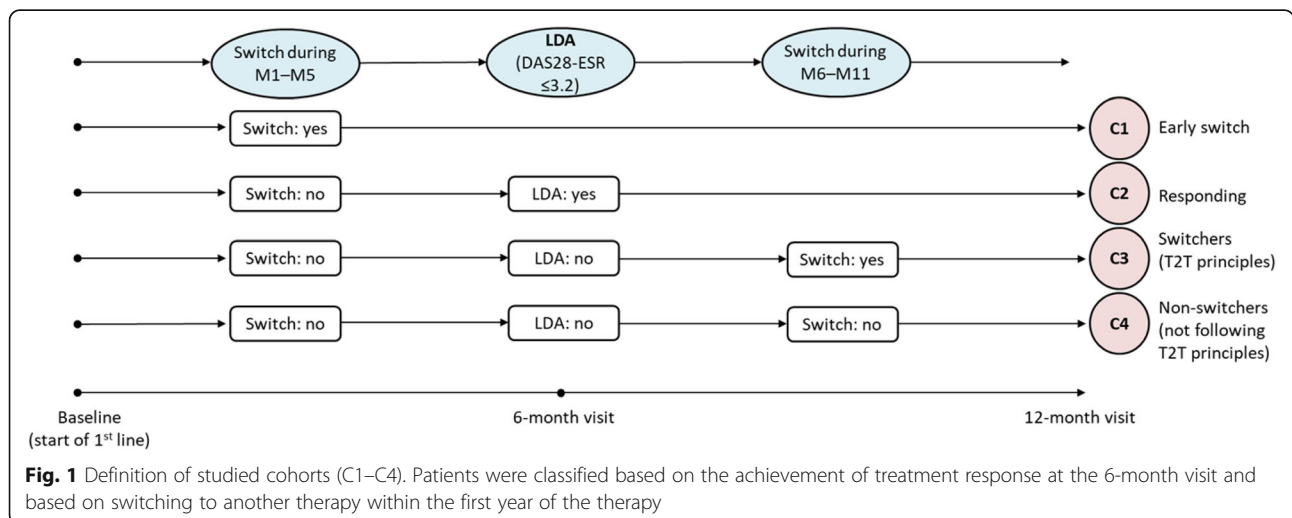 Switch during
M1–M5
LDA
(DAS28-ESR
≤3.2)
Switch during
M6–M11
Switch: yes
C1
Early switch
Switch: no
LDA: yes
C2
Responding
Switch: no
LDA: no
Switch: yes
C3
Switchers
(T2T principles)
Switch: no
LDA: no
Switch: no
C4
Non-switchers
(not following
T2T principles)
Baseline
(start of 1st line)
6-month visit
12-month visit
Fig. 1 Definition of studied cohorts (C1–C4). Patients were classified based on the achievement of treatment response at the 6-month visit and
based on switching to another therapy within the first year of the therapy